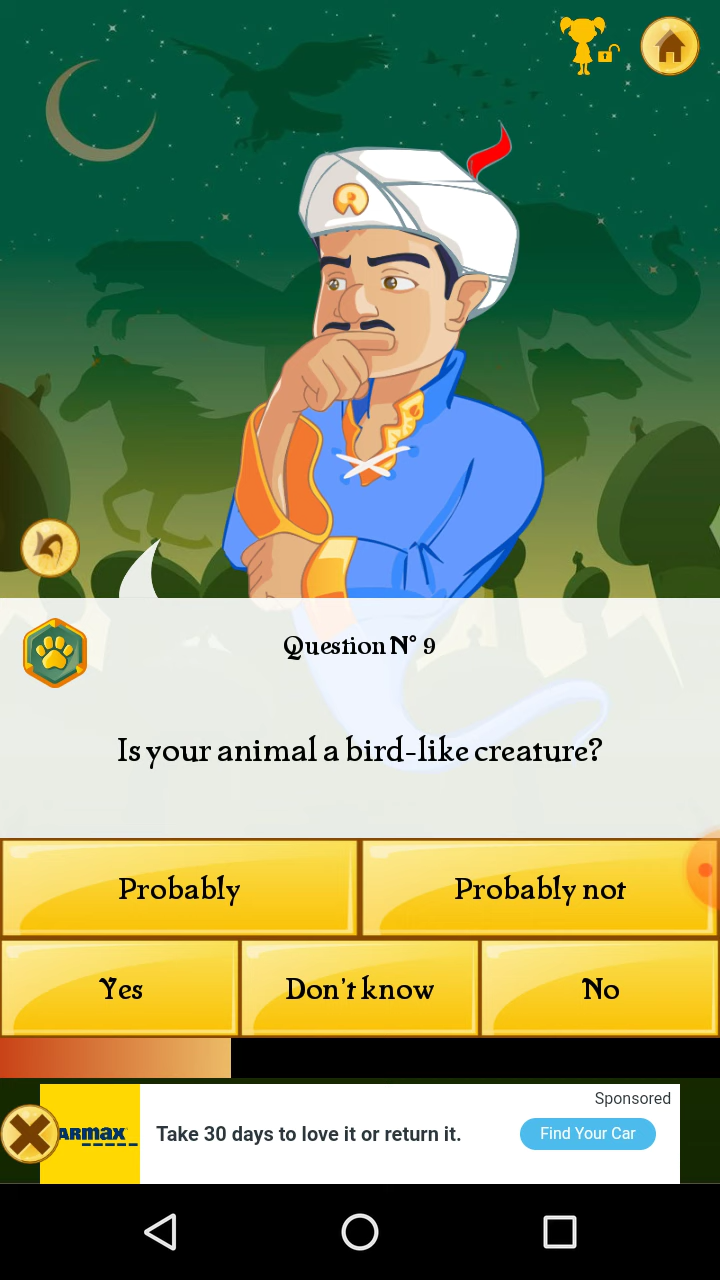 Question N° 9
Is your animal a bird-like creature?
Probably
Probably not
Yes
Don't know
No
Sponsored
ARMAX
Take 30 days to love it or return it.
Find Your Car